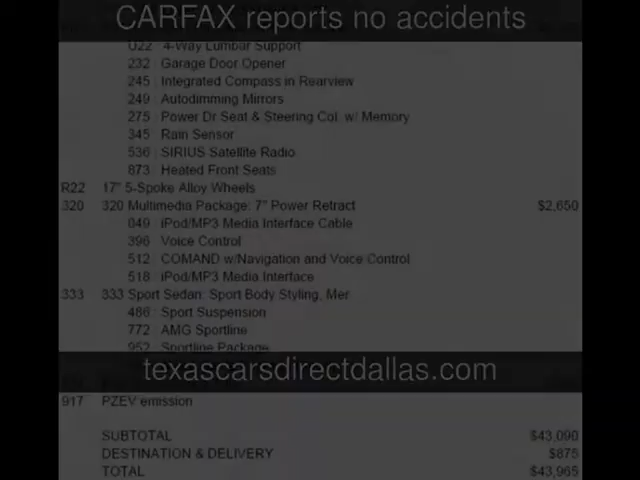 CARFAX reports no accidents
U22 4-Way Lumbar Support
232 Garage Door Opener
245 Integrated Compass in Rearview
249 Autodimming Mirrors
275 Power Dr Seat & Steering Col. w/ Memory
345 Rain Sensor
536 SIRIUS Satellite Radio
873 Heated Front Seats
R22 17" 5-Spoke Alloy Wheels
320 320 Multimedia Package: 7" Power Retract $2,650
049 iPod/MP3 Media Interface Cable
396 Voice Control
512 COMAND w/Navigation and Voice Control
518 iPod/MP3 Media Interface
333 333 Sport Sedan: Sport Body Styling, Mer
486 Sport Suspension
772 AMG Sportline
952 Sportline Package
texascarsdirectdallas.com
917 PZEV emission
SUBTOTAL $43,090
DESTINATION & DELIVERY $875
TOTAL $43,965